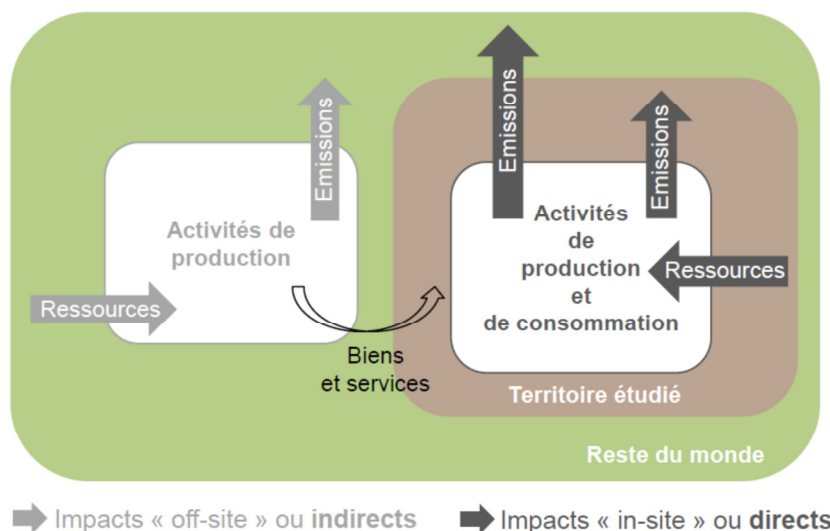 Emissions
Emissions
Emissions
Activités de
production
Ressources
Activités
de
production
et
de consommation
Ressources
Biens
et services
Territoire étudié
Reste du monde
Impacts « off-site » ou indirects
Impacts « in-site » ou directs